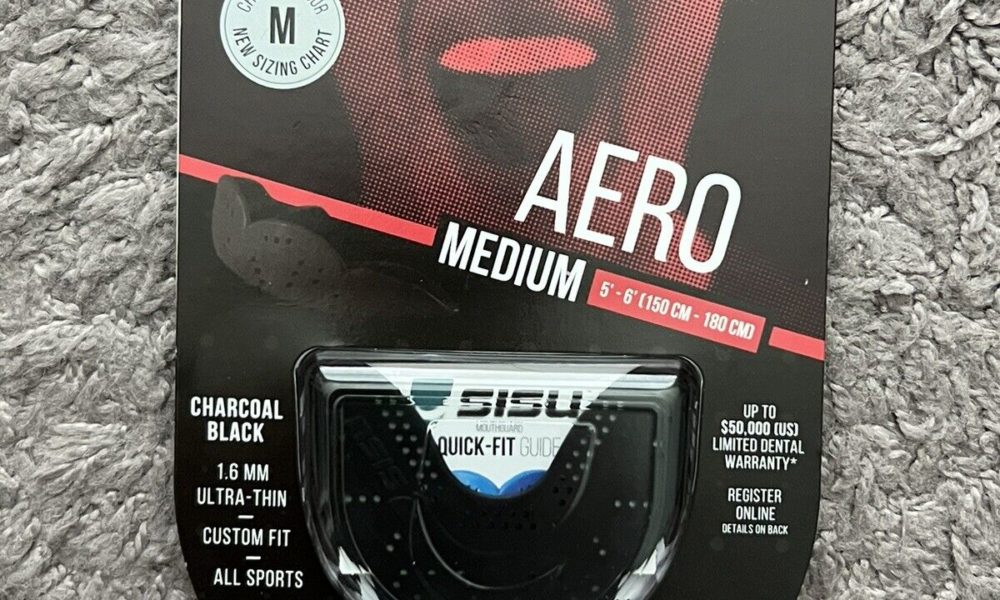 M
NEW SIZING CHART
AERO
MEDIUM
5' - 6' (150 CM - 180 CM)
SISU
MOUTHGUARD
QUICK-FIT GUIDE
CHARCOAL
BLACK
1.6 MM
ULTRA-THIN
CUSTOM FIT
ALL SPORTS
UP TO
$50,000 (US)
LIMITED DENTAL
WARRANTY*
REGISTER
ONLINE
DETAILS ON BACK